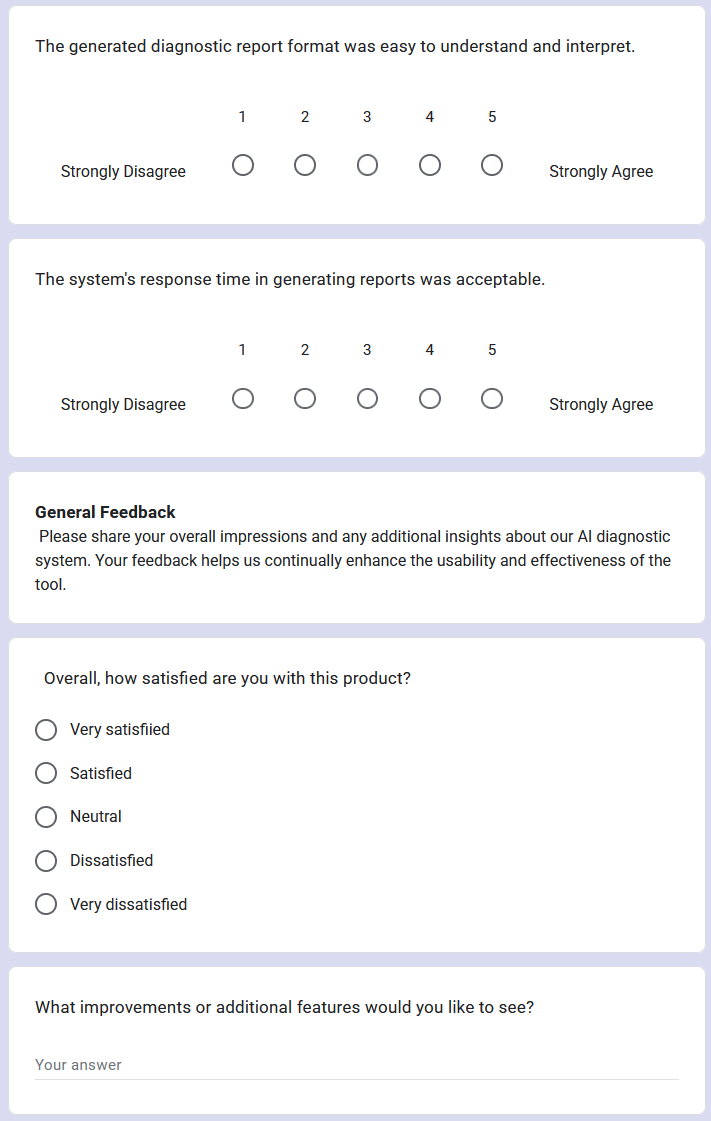 The generated diagnostic report format was easy to understand and interpret.
1 2 3 4 5
Strongly Disagree Strongly Agree
The system's response time in generating reports was acceptable.
1 2 3 4 5
Strongly Disagree Strongly Agree
General Feedback
Please share your overall impressions and any additional insights about our AI diagnostic
system. Your feedback helps us continually enhance the usability and effectiveness of the
tool.
Overall, how satisfied are you with this product?
Very satisfiied
Satisfied
Neutral
Dissatisfied
Very dissatisfied
What improvements or additional features would you like to see?
Your answer